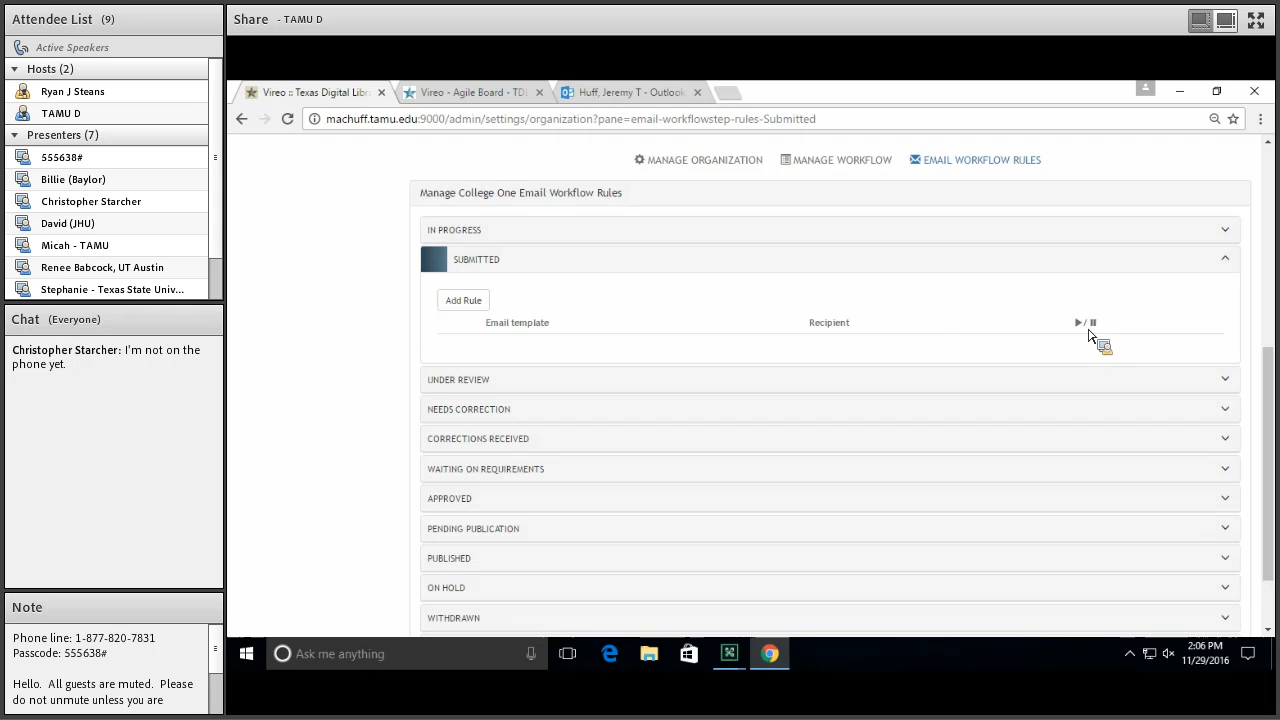 Attendee List (9)
Active Speakers
Hosts (2)
Ryan J Steans
TAMU D
Presenters (7)
555638#
Billie (Baylor)
Christopher Starcher
David (JHU)
Micah - TAMU
Renee Babcock, UT Austin
Stephanie - Texas State Univ...
Chat (Everyone)
Christopher Starcher: I'm not on the
phone yet.
Note
Phone line: 1-877-820-7831
Passcode: 555638#
Hello. All guests are muted. Please
do not unmute unless you are
Share - TAMU D
Vireo :: Texas Digital Libr
Vireo - Agile Board - TDL
Huff, Jeremy T - Outlook
machuff.tamu.edu:9000/admin/settings/organization?pane=email-workflowstep-rules-Submitted
MANAGE ORGANIZATION MANAGE WORKFLOW EMAIL WORKFLOW RULES
Manage College One Email Workflow Rules
IN PROGRESS
SUBMITTED
Add Rule
Email template Recipient /
UNDER REVIEW
NEEDS CORRECTION
CORRECTIONS RECEIVED
WAITING ON REQUIREMENTS
APPROVED
PENDING PUBLICATION
PUBLISHED
ON HOLD
WITHDRAWN
Ask me anything
2:06 PM
11/29/2016